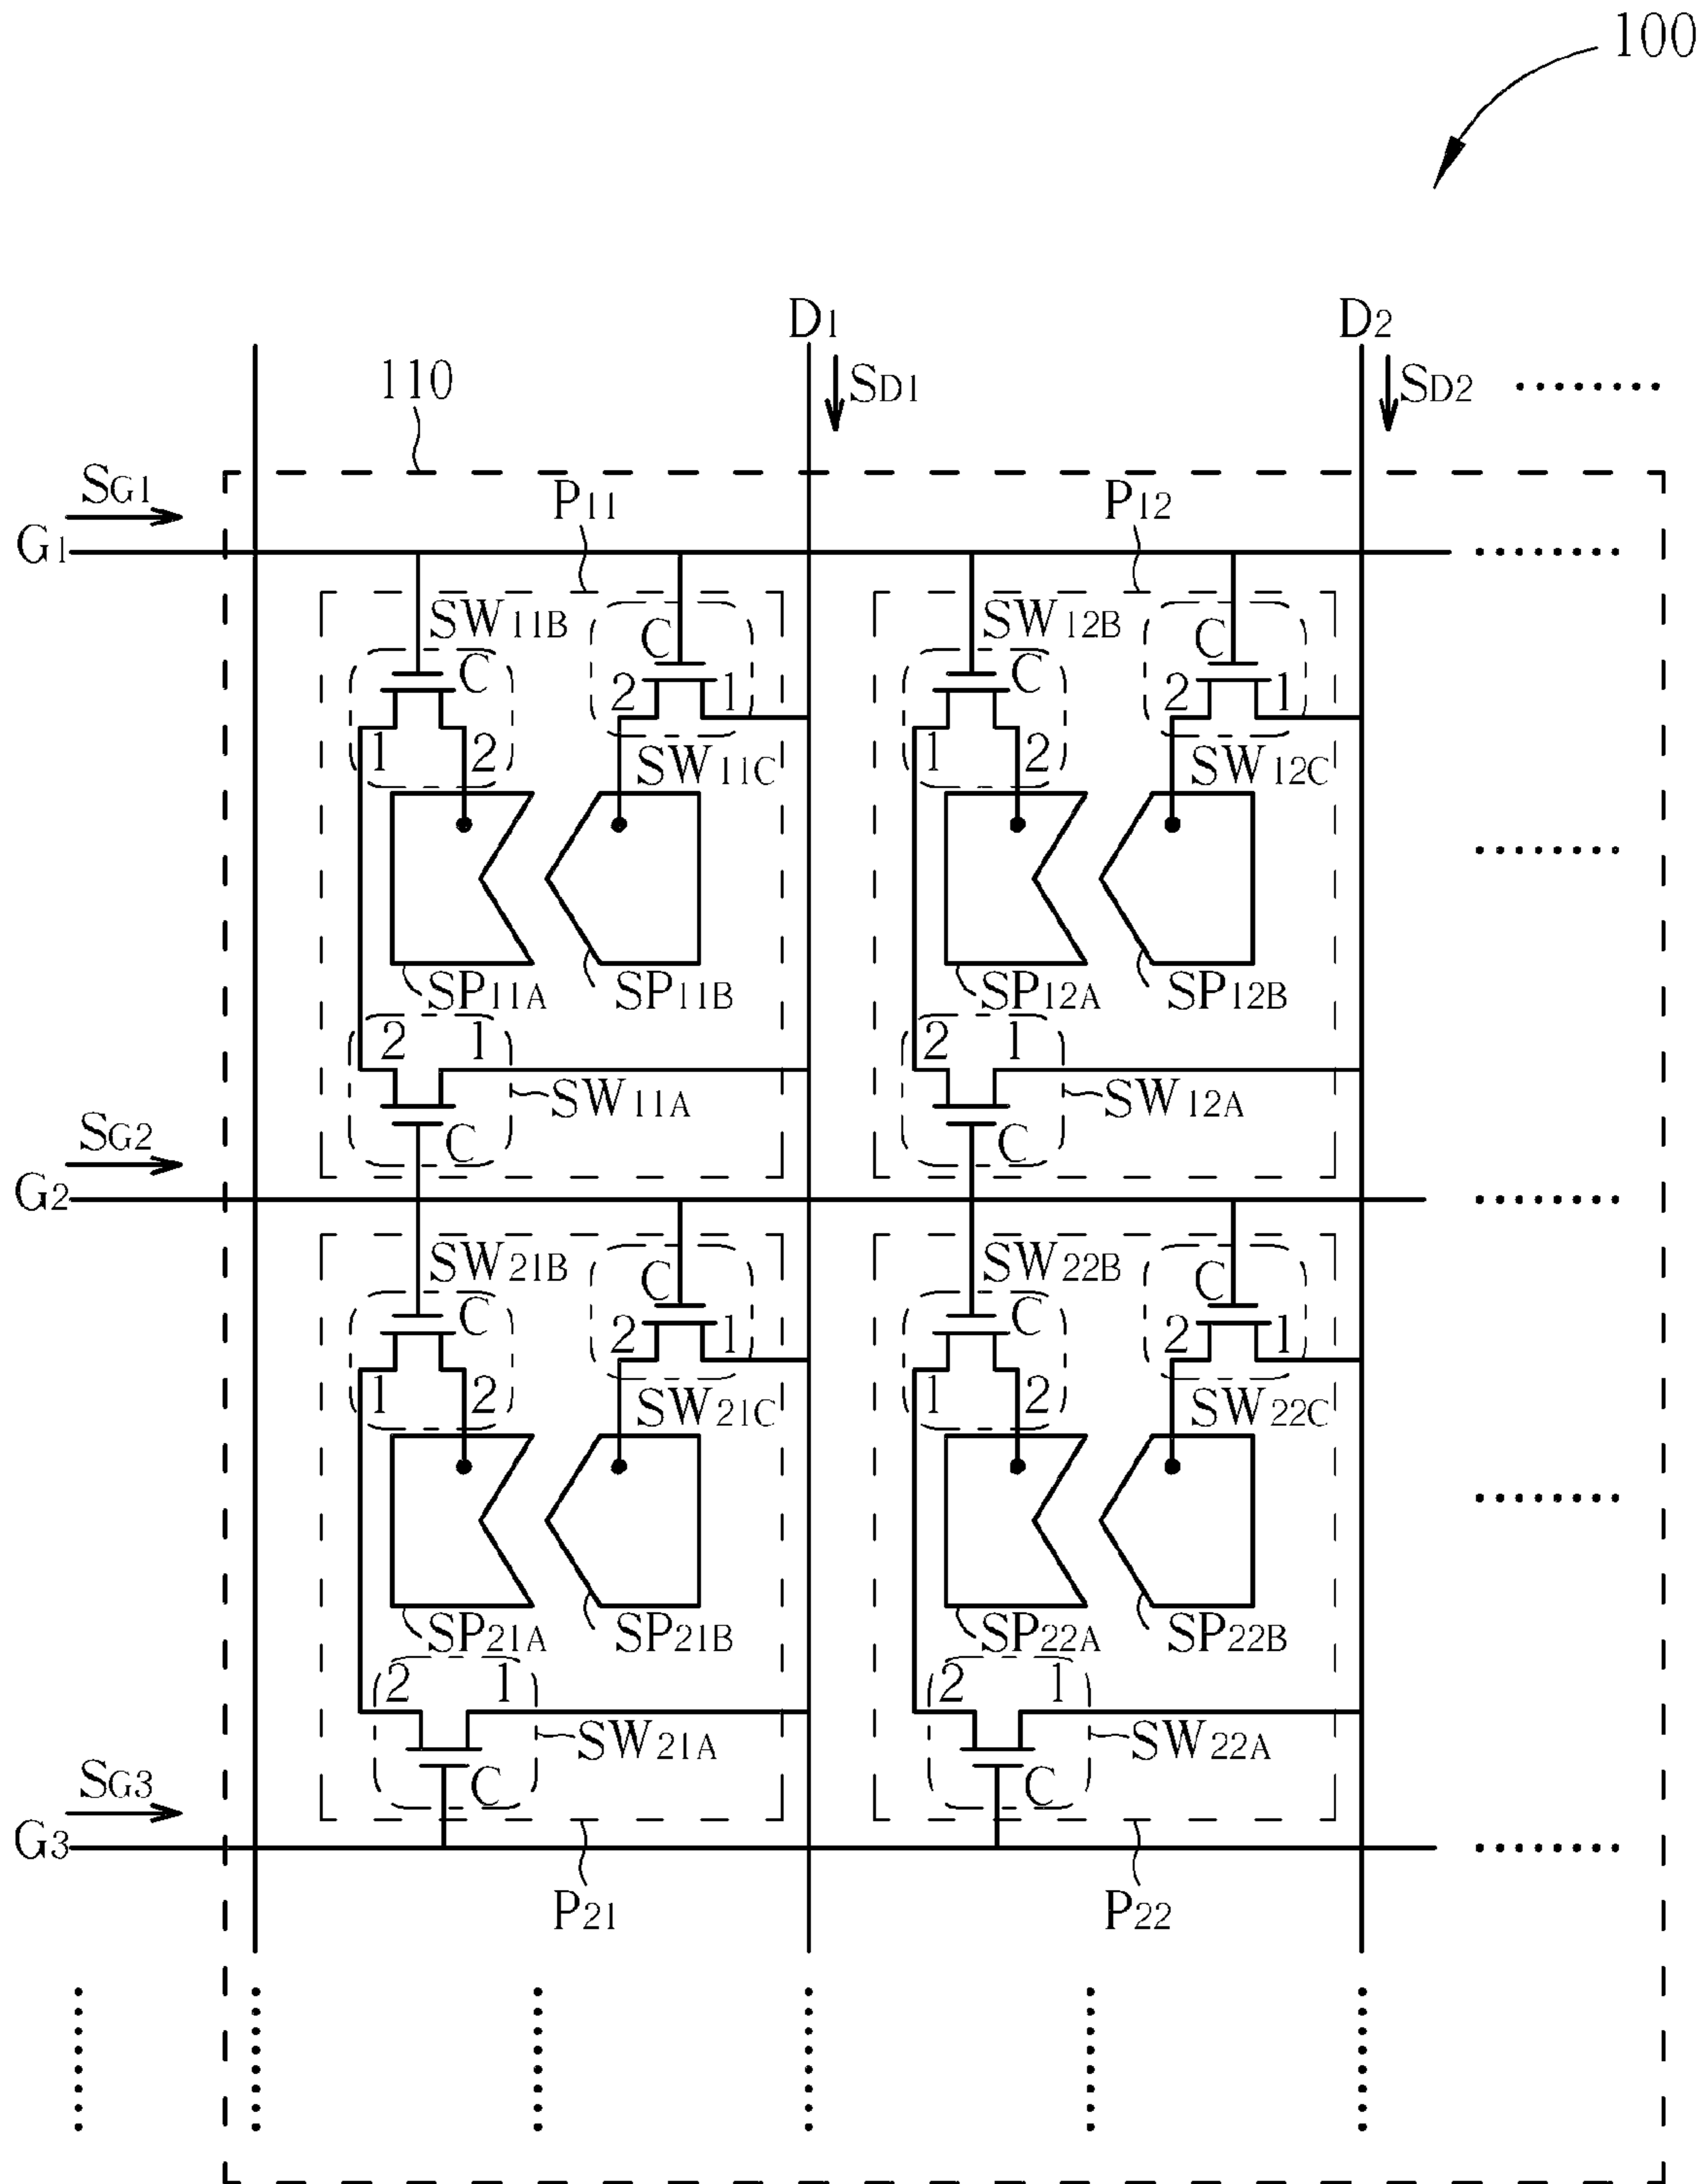 100
D1 D2
110 SD1 SD2 ........
SG1 P11 P12
G1 ........
SW11B C SW12B C
C C
2 1 2 1
1 2 SW11C 1 2 SW12C
........
SP11A SP11B SP12A SP12B
2 1 2 1
SW11A SW12A
SG2 C C
G2 ........
SW21B C SW22B C
C C
2 1 2 1
1 2 SW21C 1 2 SW22C
........
SP21A SP21B SP22A SP22B
2 1 2 1
SW21A SW22A
SG3 C C
G3 ........
P21 P22